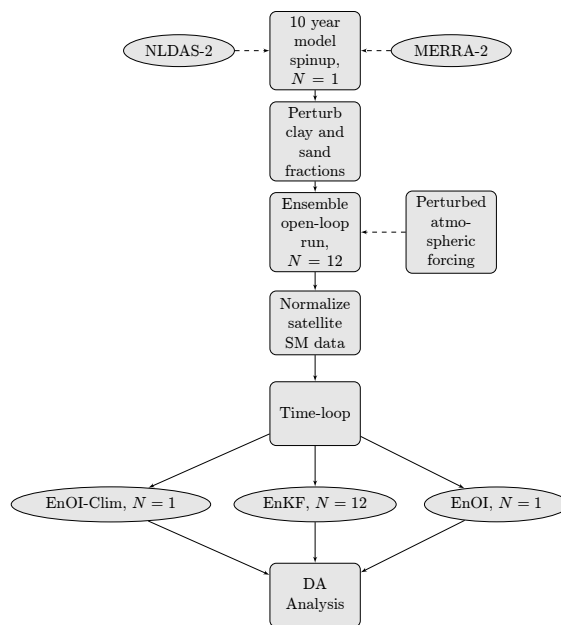 10 year
model
spinup,
N = 1
NLDAS-2
MERRA-2
Perturb
clay and
sand
fractions
Ensemble
open-loop
run,
N = 12
Perturbed
atmo-
spheric
forcing
Normalize
satellite
SM data
Time-loop
EnOI-Clim, N = 1
EnKF, N = 12
EnOI, N = 1
DA
Analysis